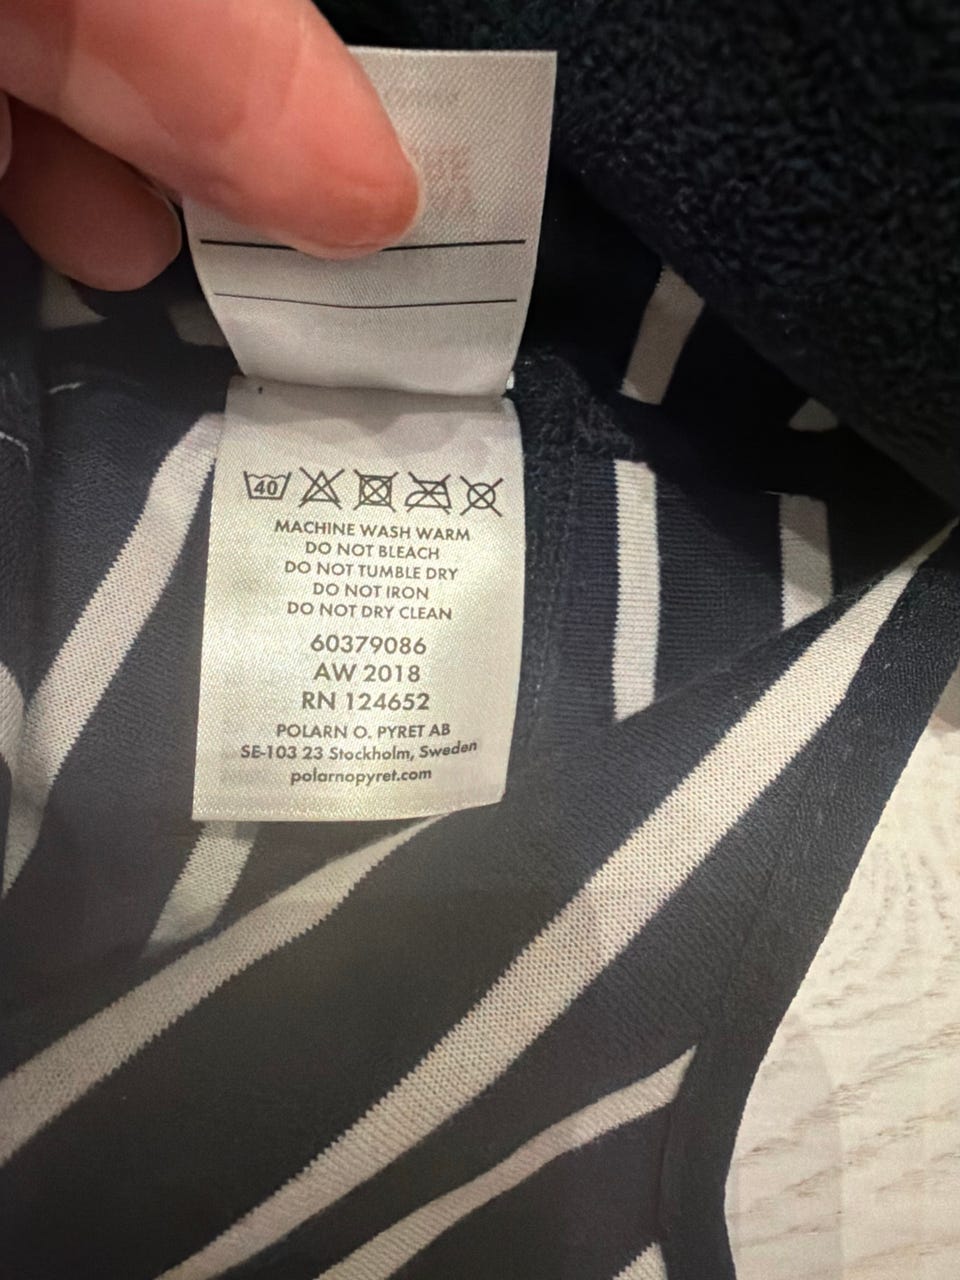 40
MACHINE WASH WARM
DO NOT BLEACH
DO NOT TUMBLE DRY
DO NOT IRON
DO NOT DRY CLEAN
60379086
AW 2018
RN 124652
POLARN O. PYRET AB
SE-103 23 Stockholm, Sweden
polarnopyret.com